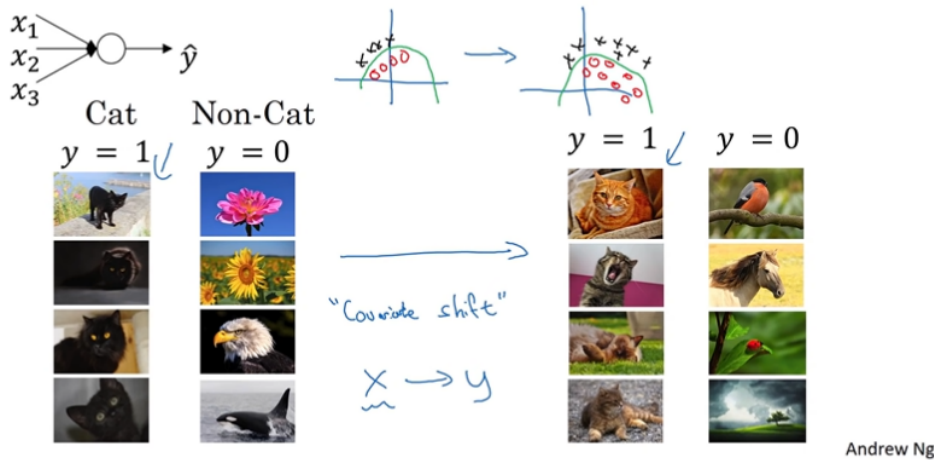 x₁
x₂
x₃
ŷ
Cat Non-Cat
y = 1 y = 0
y = 1 y = 0
"Covariate shift"
x → y
Andrew Ng